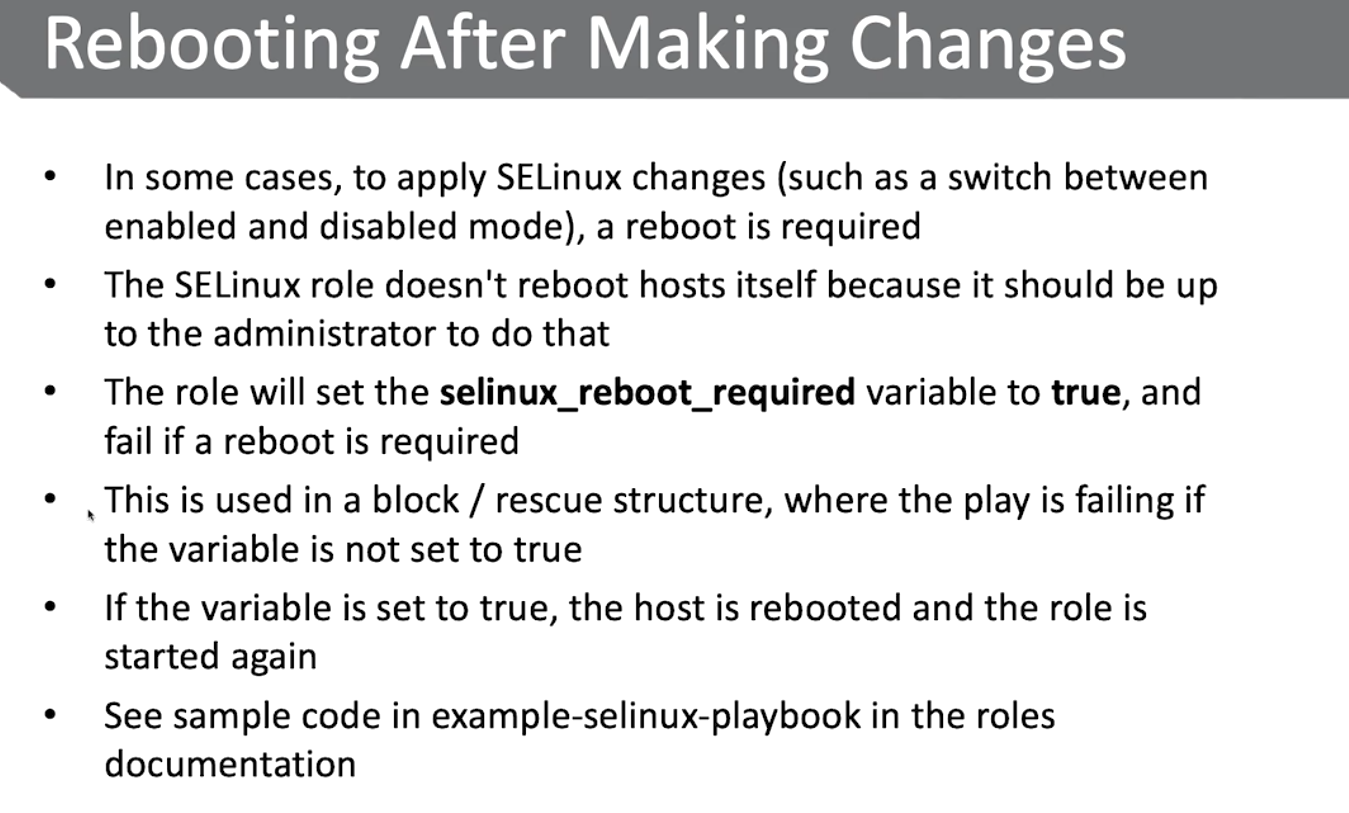 Rebooting After Making Changes
• In some cases, to apply SELinux changes (such as a switch between
enabled and disabled mode), a reboot is required
• The SELinux role doesn't reboot hosts itself because it should be up
to the administrator to do that
• The role will set the selinux_reboot_required variable to true, and
fail if a reboot is required
• This is used in a block / rescue structure, where the play is failing if
the variable is not set to true
• If the variable is set to true, the host is rebooted and the role is
started again
• See sample code in example-selinux-playbook in the roles
documentation